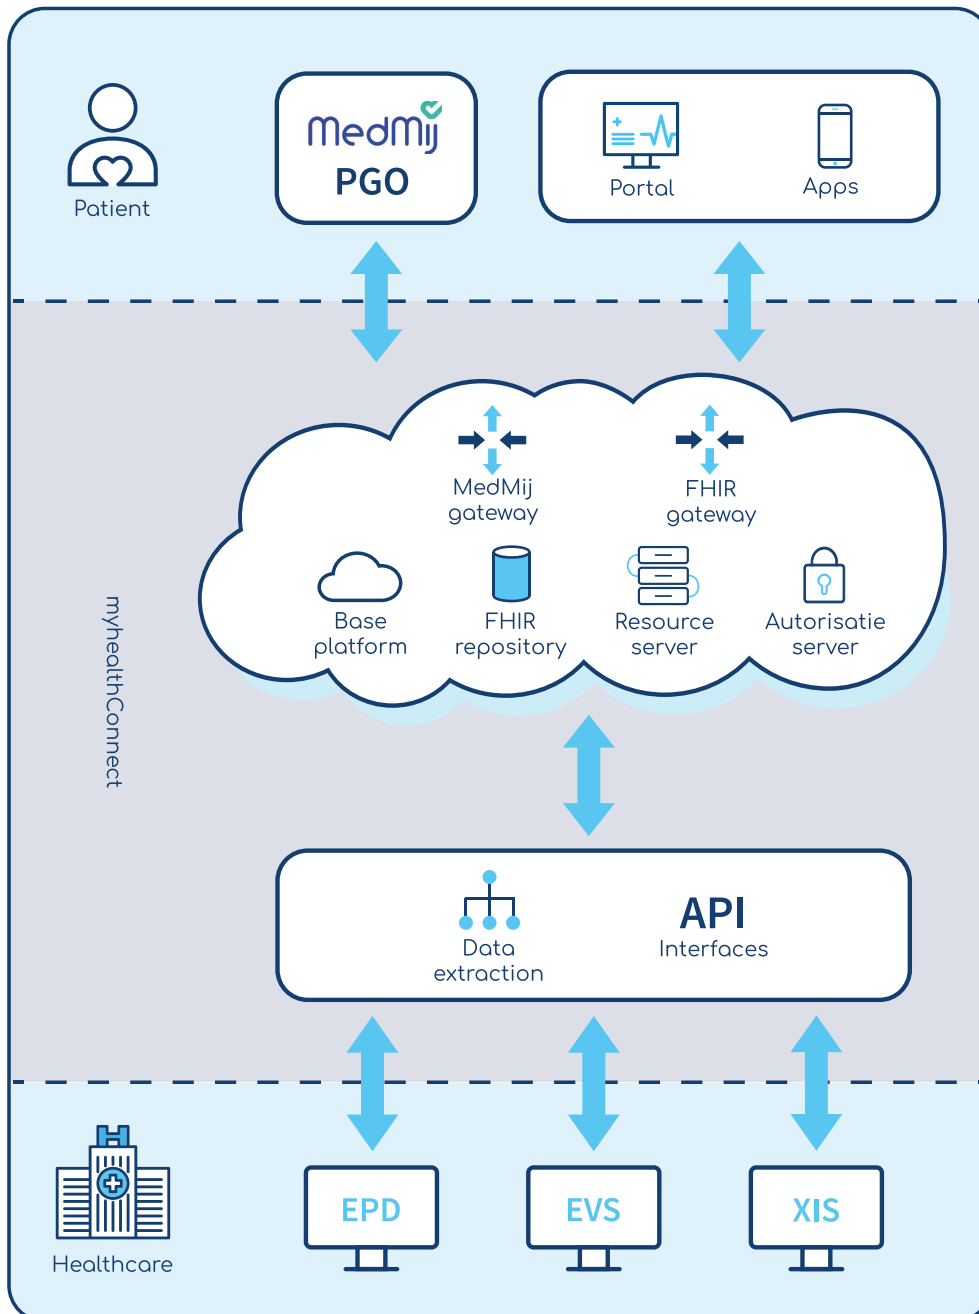 MedMij
PGO
Portal
Apps
Patient
MedMij
gateway
FHIR
gateway
Base
platform
FHIR
repository
Resource
server
Autorisatie
server
myhealthConnect
Data
extraction
API
Interfaces
EPD
EVS
XIS
H
Healthcare